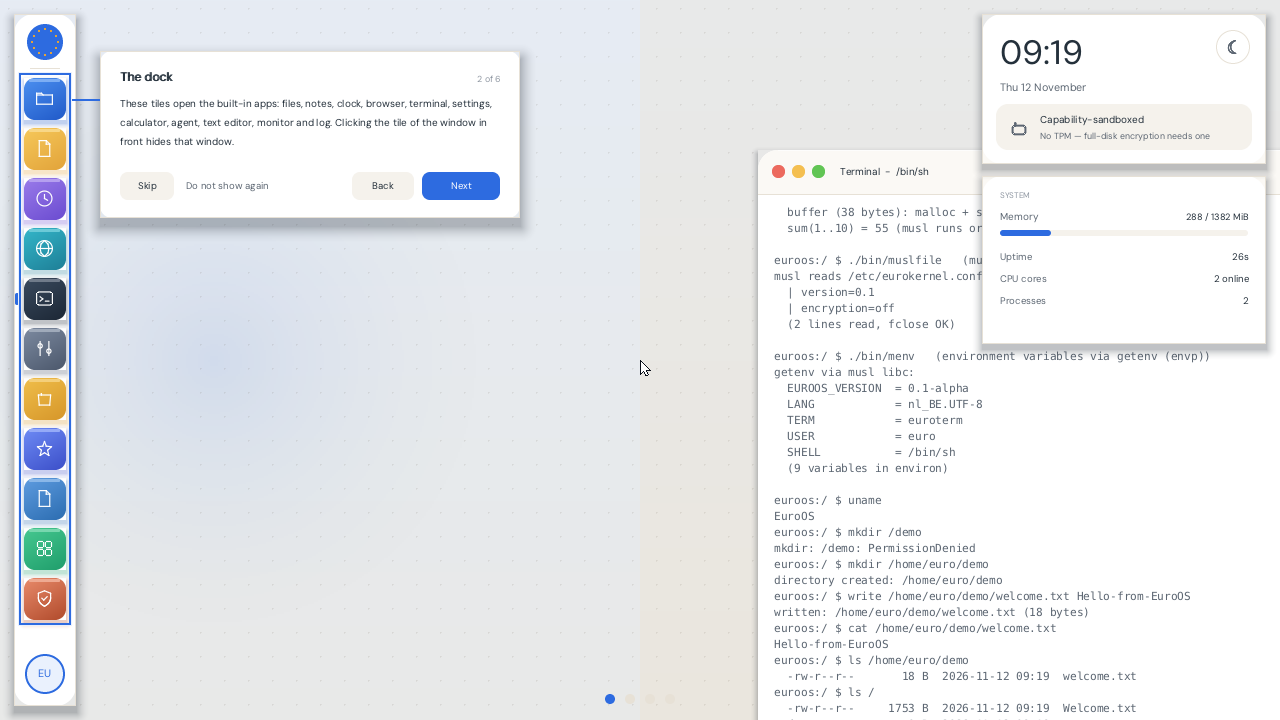 The dock
2 of 6
These tiles open the built-in apps: files, notes, clock, browser, terminal, settings,
calculator, agent, text editor, monitor and log. Clicking the tile of the window in
front hides that window.
Skip
Do not show again
Back
Next
EU
09:19
Thu 12 November
Capability-sandboxed
No TPM — full-disk encryption needs one
SYSTEM
Memory
288 / 1382 MiB
Uptime
26s
CPU cores
2 online
Processes
2
Terminal - /bin/sh
buffer (38 bytes): malloc + s
sum(1..10) = 55 (musl runs or
euroos:/ $ ./bin/muslfile (mu
musl reads /etc/eurokernel.conf
| version=0.1
| encryption=off
(2 lines read, fclose OK)
euroos:/ $ ./bin/menv (environment variables via getenv (envp))
getenv via musl libc:
EUROOS_VERSION = 0.1-alpha
LANG = nl_BE.UTF-8
TERM = euroterm
USER = euro
SHELL = /bin/sh
(9 variables in environ)
euroos:/ $ uname
EuroOS
euroos:/ $ mkdir /demo
mkdir: /demo: PermissionDenied
euroos:/ $ mkdir /home/euro/demo
directory created: /home/euro/demo
euroos:/ $ write /home/euro/demo/welcome.txt Hello-from-EuroOS
written: /home/euro/demo/welcome.txt (18 bytes)
euroos:/ $ cat /home/euro/demo/welcome.txt
Hello-from-EuroOS
euroos:/ $ ls /home/euro/demo
-rw-r--r-- 18 B 2026-11-12 09:19 welcome.txt
euroos:/ $ ls /
-rw-r--r-- 1753 B 2026-11-12 09:19 Welcome.txt